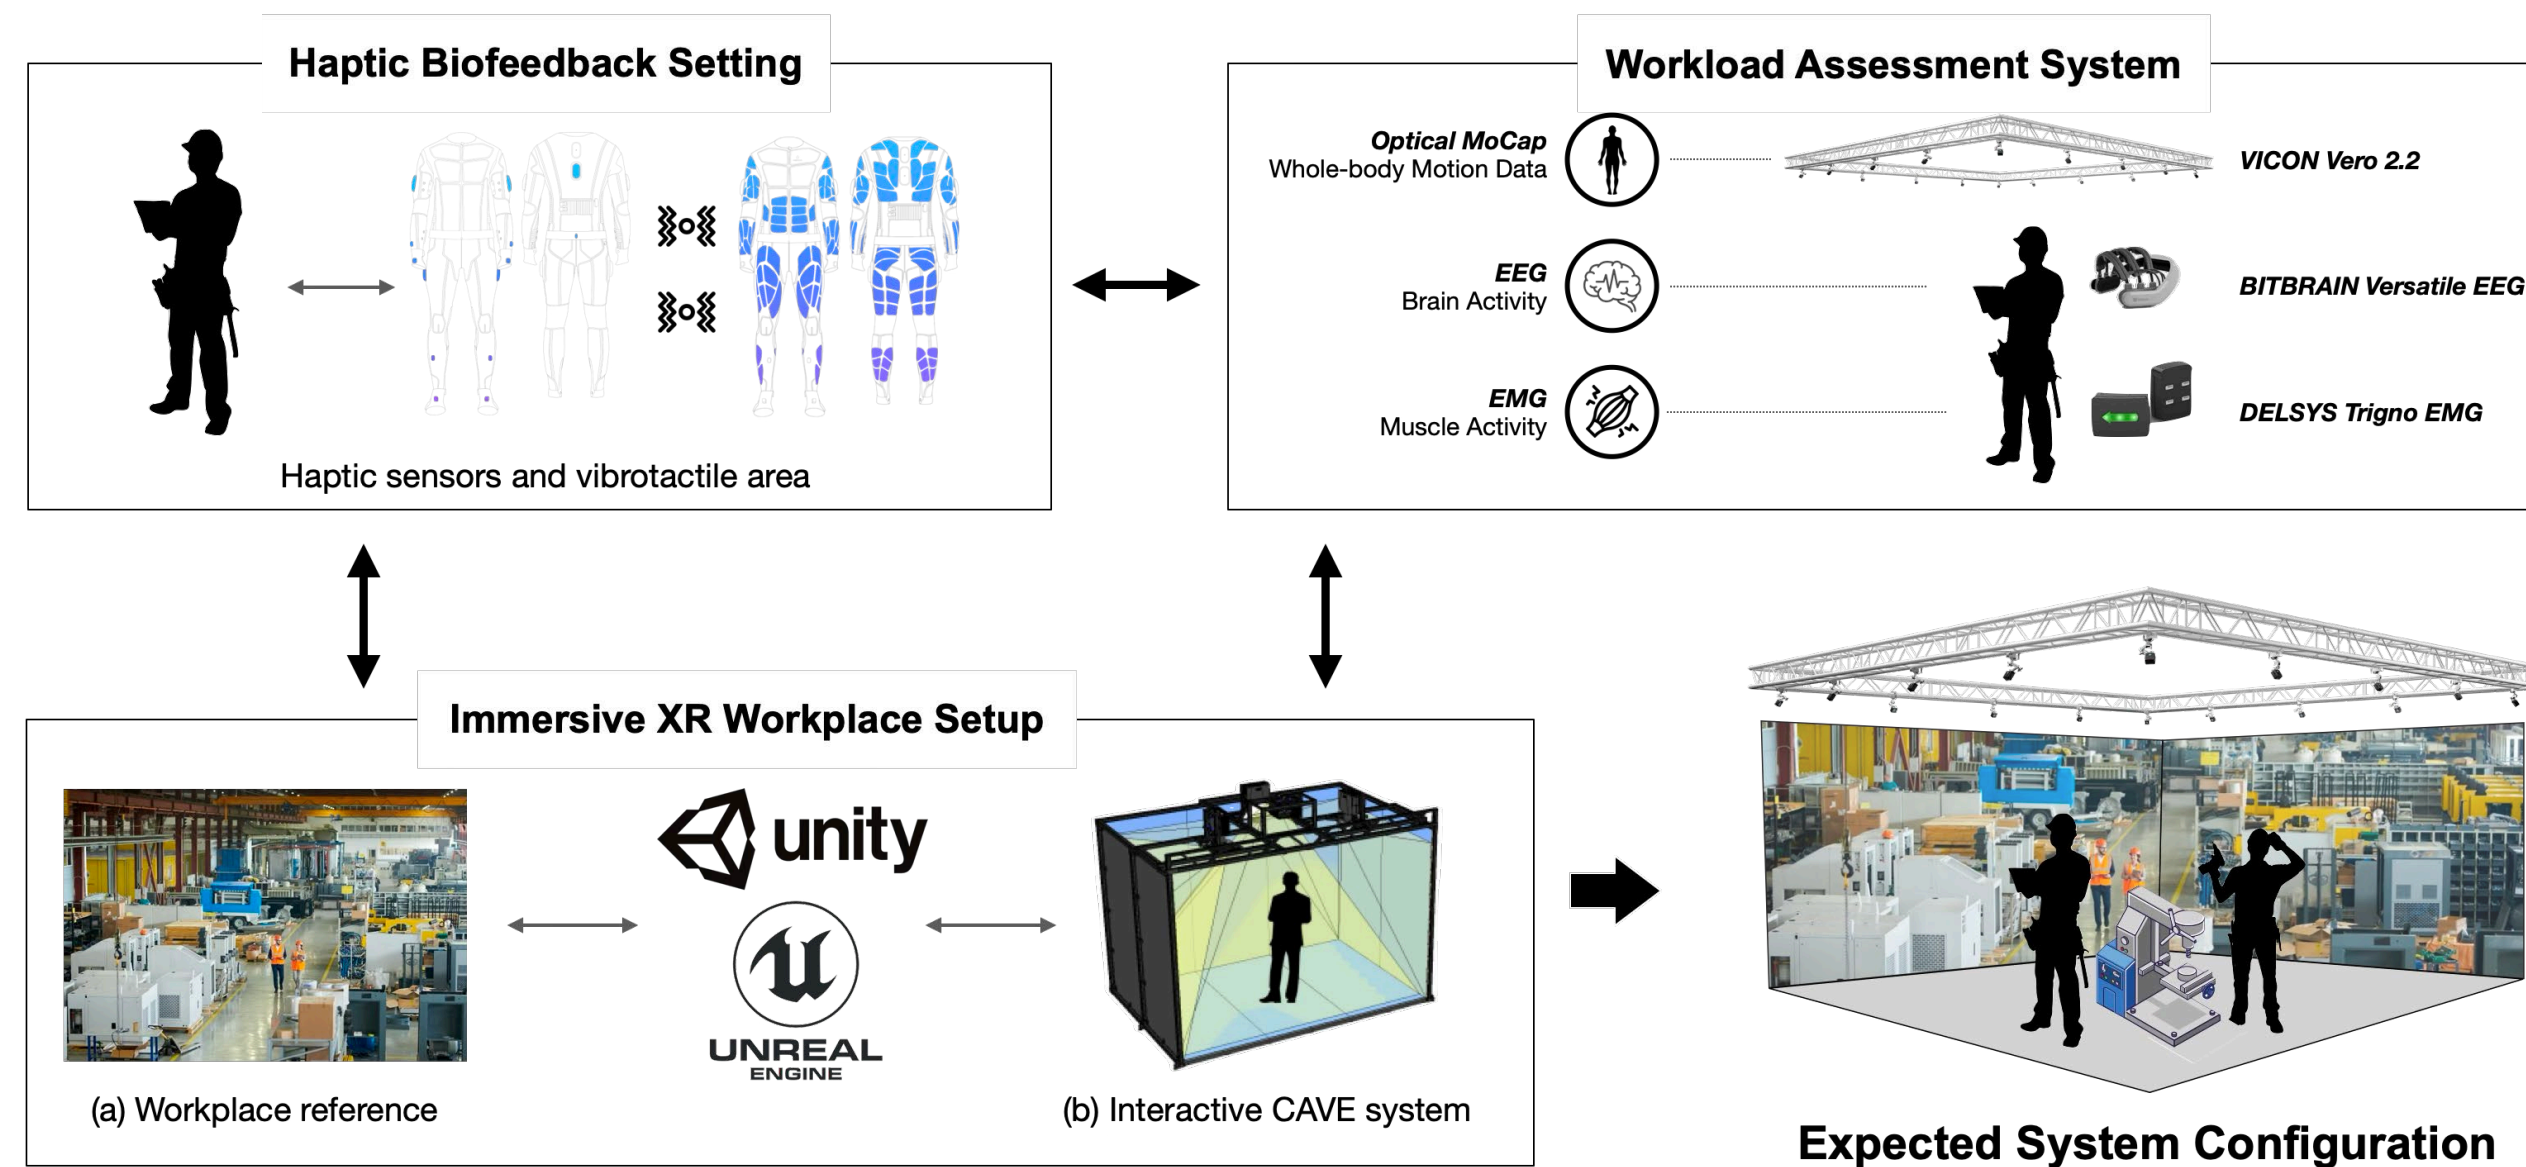 Haptic Biofeedback Setting
Haptic sensors and vibrotactile area
Workload Assessment System
Optical MoCap
Whole-body Motion Data
VICON Vero 2.2
EEG
Brain Activity
BITBRAIN Versatile EEG
EMG
Muscle Activity
DELSYS Trigno EMG
Immersive XR Workplace Setup
unity
UNREAL
ENGINE
(a) Workplace reference
(b) Interactive CAVE system
Expected System Configuration